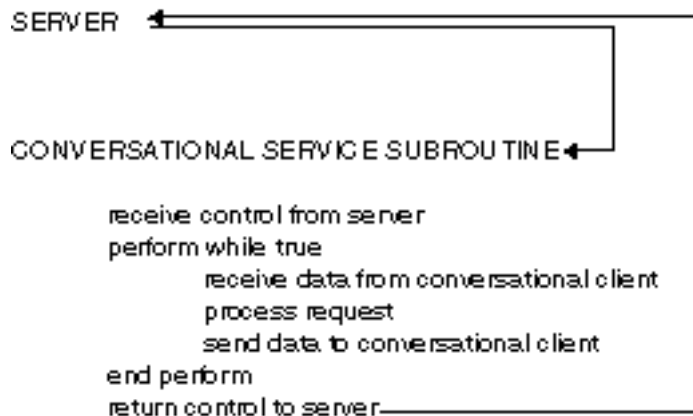 SERVER
CONVERSATIONAL SERVICE SUBROUTINE
receive control from server
perform while true
receive data from conversational client
process request
send data to conversational client
end perform
return control to server